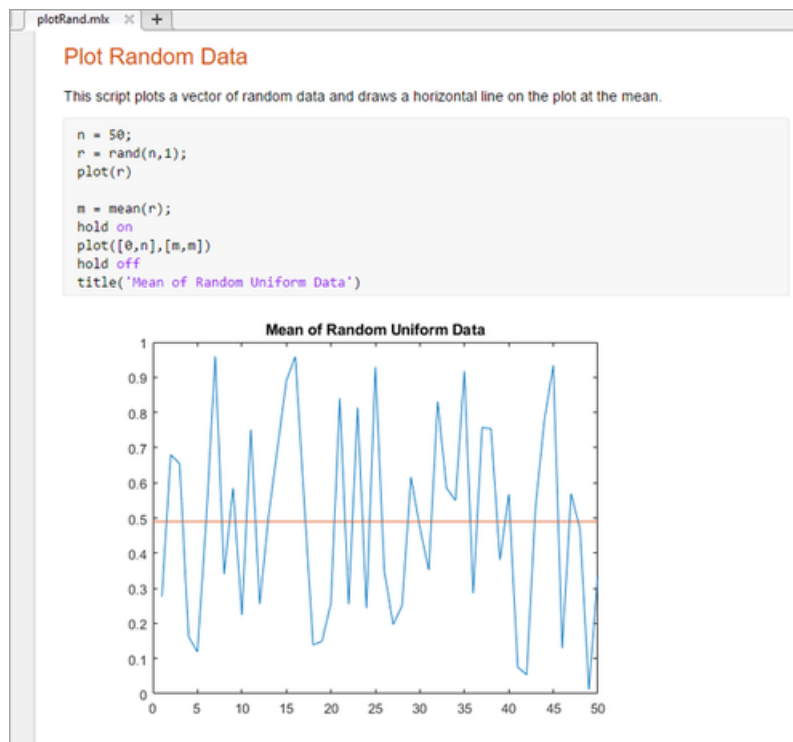 plotRand.mlx
Plot Random Data
This script plots a vector of random data and draws a horizontal line on the plot at the mean.
n = 50;
r = rand(n,1);
plot(r)
m = mean(r);
hold on
plot([0,n],[m,m])
hold off
title('Mean of Random Uniform Data')
Mean of Random Uniform Data
1
0.9
0.8
0.7
0.6
0.5
0.4
0.3
0.2
0.1
0
0 5 10 15 20 25 30 35 40 45 50